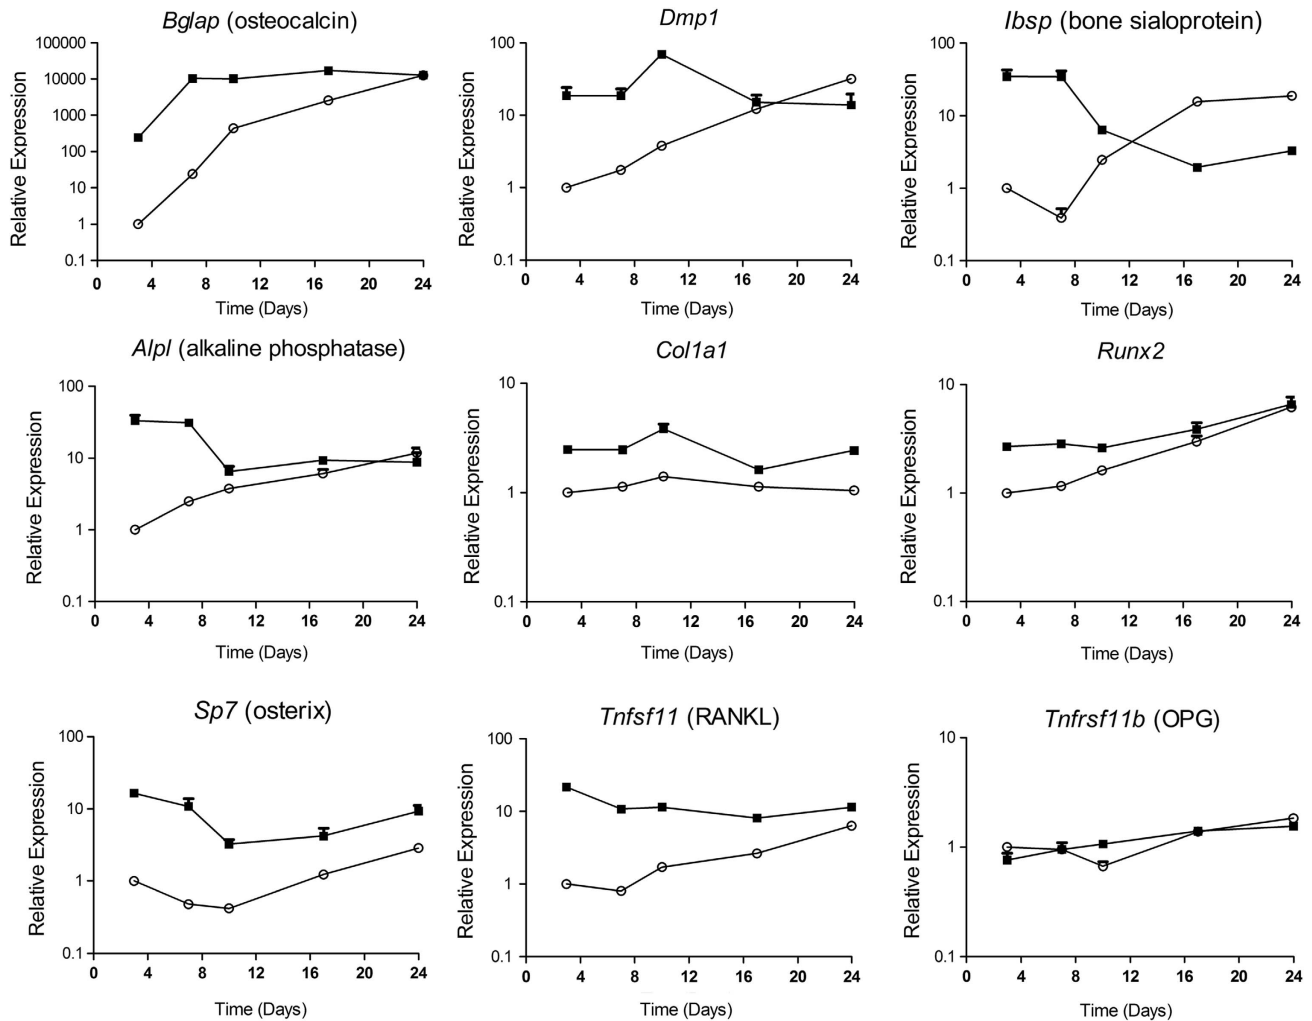 Bglap (osteocalcin)
100000
10000
1000
100
10
1
0.1
Relative Expression
0 4 8 12 16 20 24
Time (Days)
Dmp1
100
10
1
0.1
Relative Expression
0 4 8 12 16 20 24
Time (Days)
Ibsp (bone sialoprotein)
100
10
1
0.1
Relative Expression
0 4 8 12 16 20 24
Time (Days)
Alpl (alkaline phosphatase)
100
10
1
0.1
Relative Expression
0 4 8 12 16 20 24
Time (Days)
Col1a1
10
1
0.1
Relative Expression
0 4 8 12 16 20 24
Time (Days)
Runx2
10
1
0.1
Relative Expression
0 4 8 12 16 20 24
Time (Days)
Sp7 (osterix)
100
10
1
0.1
Relative Expression
0 4 8 12 16 20 24
Time (Days)
Tnfsf11 (RANKL)
100
10
1
0.1
Relative Expression
0 4 8 12 16 20 24
Time (Days)
Tnfrsf11b (OPG)
10
1
0.1
Relative Expression
0 4 8 12 16 20 24
Time (Days)